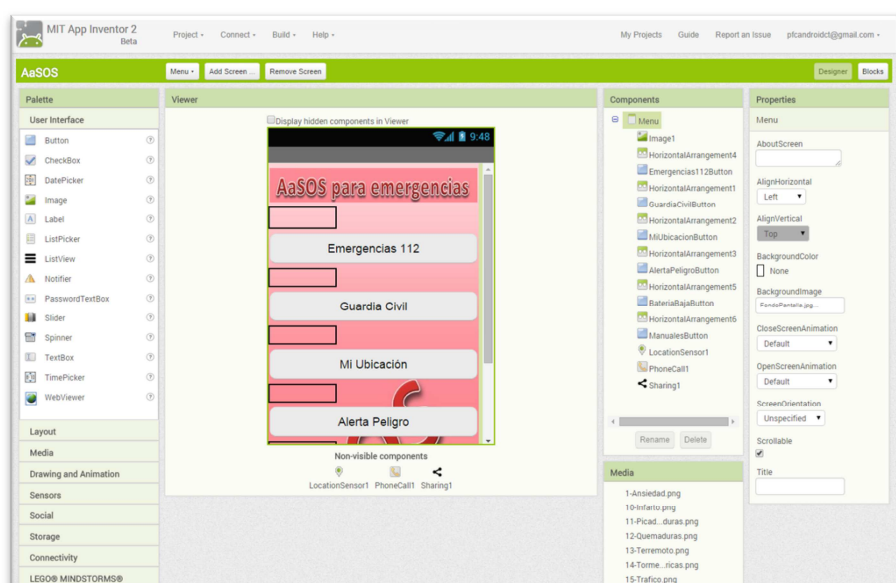 MIT App Inventor 2
Beta
Project Connect Build Help
My Projects Guide Report an Issue pfcandroidct@gmail.com
AaSOS
Menu Add Screen ... Remove Screen
Designer Blocks
Palette
User Interface
Button
CheckBox
DatePicker
Image
Label
ListPicker
ListView
Notifier
PasswordTextBox
Slider
Spinner
TextBox
TimePicker
WebViewer
Layout
Media
Drawing and Animation
Sensors
Social
Storage
Connectivity
LEGO® MINDSTORMS®
Viewer
Display hidden components in Viewer
9:48
AaSOS para emergencias
Emergencias 112
Guardia Civil
Mi Ubicación
Alerta Peligro
Non-visible components
LocationSensor1 PhoneCall1 Sharing1
Components
Menu
Image1
HorizontalArrangement4
Emergencias112Button
HorizontalArrangement1
GuardiaCivilButton
HorizontalArrangement2
MiUbicacionButton
HorizontalArrangement3
AlertaPeligroButton
HorizontalArrangement5
BateriaBajaButton
HorizontalArrangement6
ManualesButton
LocationSensor1
PhoneCall1
Sharing1
Rename Delete
Media
1-Ansiedad.png
10-Infarto.png
11-Picad...duras.png
12-Quemaduras.png
13-Terremoto.png
14-Torme...ricas.png
15-Trafico.png
Properties
Menu
AboutScreen
AlignHorizontal
Left
AlignVertical
Top
BackgroundColor
None
BackgroundImage
FondoPantalla.jpg...
CloseScreenAnimation
Default
OpenScreenAnimation
Default
ScreenOrientation
Unspecified
Scrollable
Title